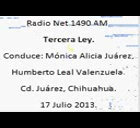 Radio Net 1490 AM
Tercera Ley.
Conduce: Mónica Alicia Juárez,
Humberto Leal Valenzuela.
Cd. Juárez, Chihuahua.
17 Julio 2013.